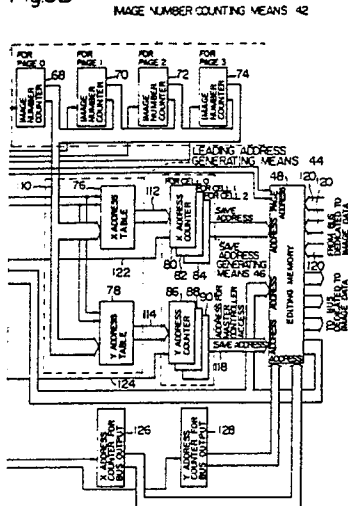 IMAGE NUMBER COUNTING MEANS 42
FOR PAGE 0
FOR PAGE 1
FOR PAGE 2
FOR PAGE 3
68
70
72
74
IMAGE NUMBER COUNTER
IMAGE NUMBER COUNTER
IMAGE NUMBER COUNTER
IMAGE NUMBER COUNTER
LEADING ADDRESS
GENERATING MEANS 44
10
76
112
FOR CELL 0
FOR CELL 1
FOR CELL 2
48
120
120
X ADDRESS TABLE
X ADDRESS COUNTER
SAVE ADDRESS
PAGE ADDRESS
80
82
84
122
SAVE ADDRESS GENERATING MEANS 46
78
86
88
90
120
Y ADDRESS TABLE
114
Y ADDRESS COUNTER
ADDRESS FOR MASTER CONTROLLER ACCESS
SAVE ADDRESS
ADDRESS
ADDRESS
ADDRESS
EDITING MEMORY
FROM BUS DEDICATED TO IMAGE DATA
TO BUS DEDICATED TO IMAGE DATA
118
124
ADDRESS
126
128
X ADDRESS COUNTER FOR BUS OUTPUT
Y ADDRESS COUNTER FOR BUS OUTPUT